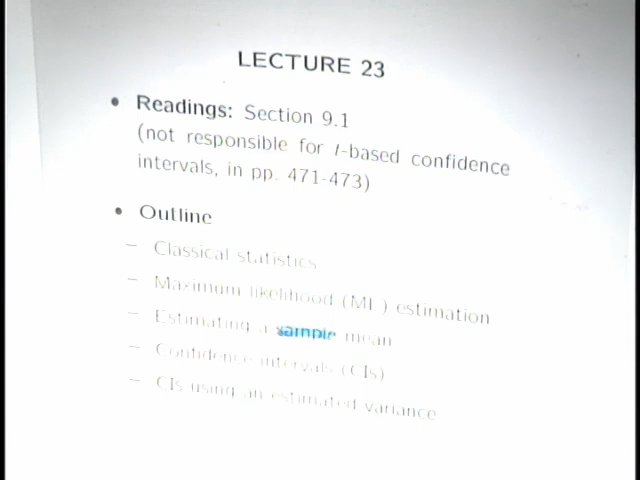 LECTURE 23
• Readings: Section 9.1
(not responsible for t-based confidence
intervals, in pp. 471-473)
• Outline
– Classical statistics
– Maximum likelihood (ML) estimation
– Estimating a sample mean
– Confidence intervals (CIs)
– CIs using an estimated variance